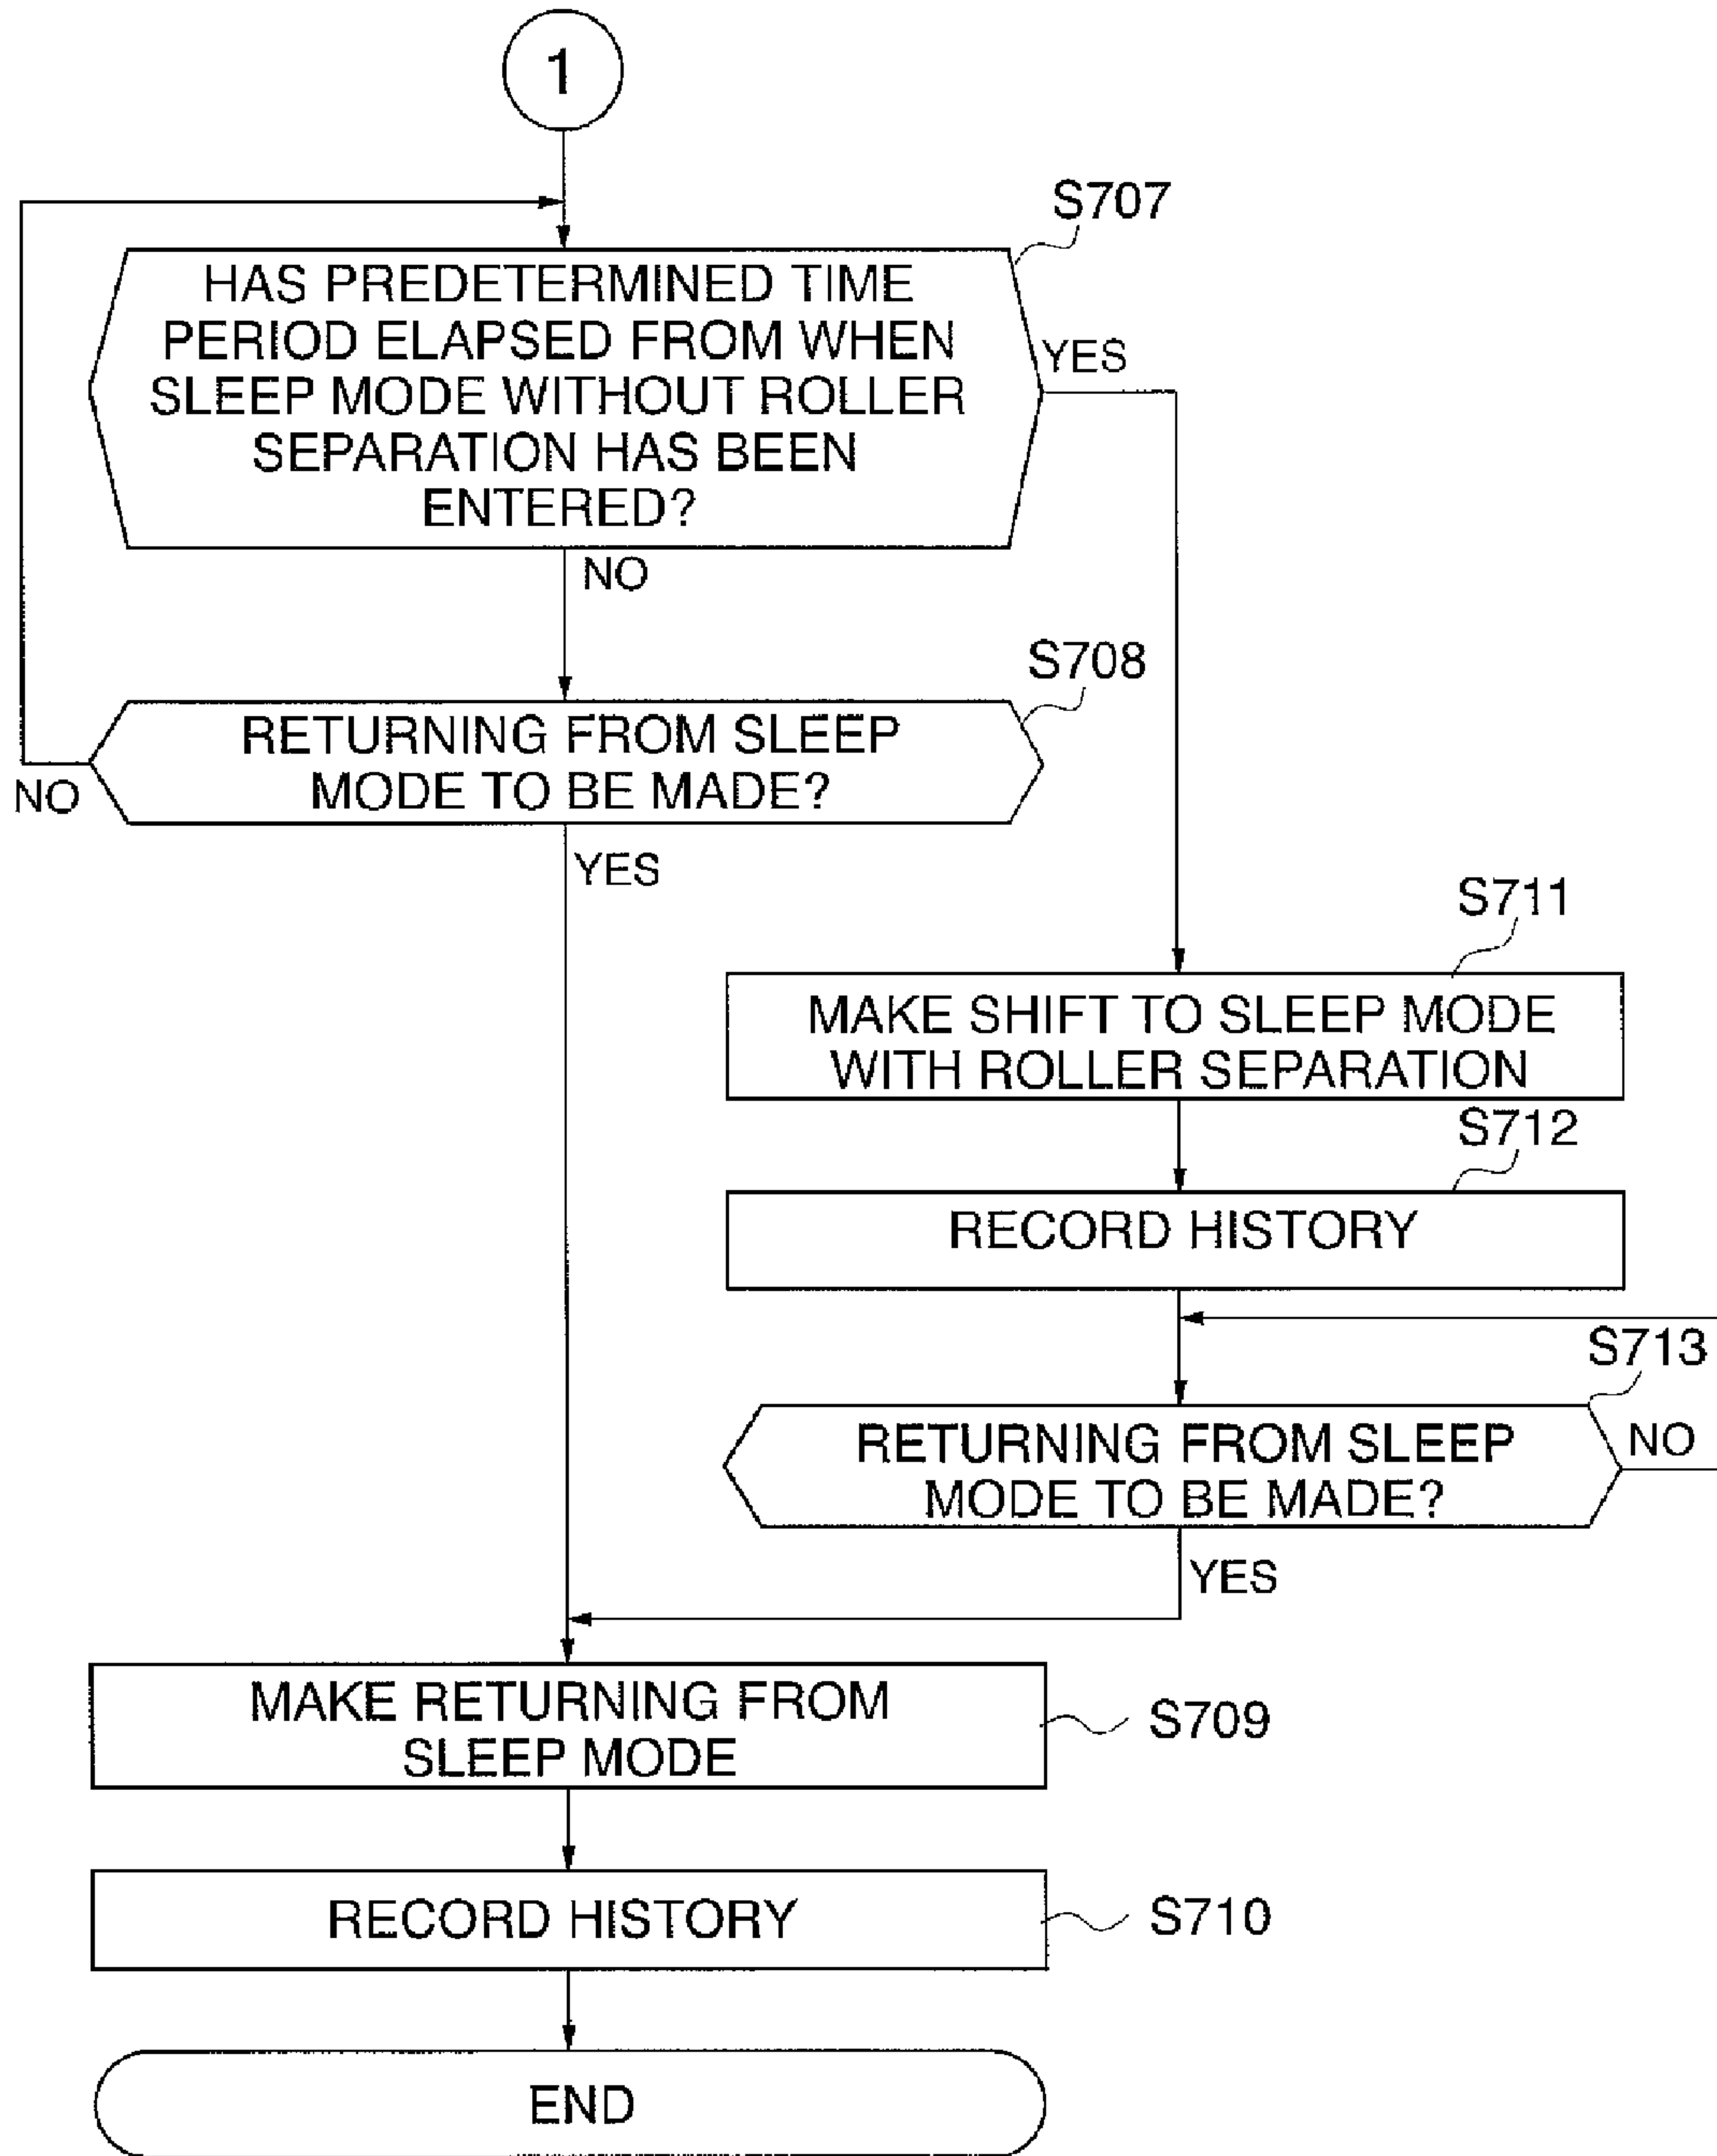 1
S707
HAS PREDETERMINED TIME
PERIOD ELAPSED FROM WHEN
SLEEP MODE WITHOUT ROLLER
SEPARATION HAS BEEN
ENTERED?
YES
NO
S708
RETURNING FROM SLEEP
MODE TO BE MADE?
NO
YES
S711
MAKE SHIFT TO SLEEP MODE
WITH ROLLER SEPARATION
S712
RECORD HISTORY
S713
RETURNING FROM SLEEP
MODE TO BE MADE?
NO
YES
MAKE RETURNING FROM
SLEEP MODE
S709
RECORD HISTORY
S710
END